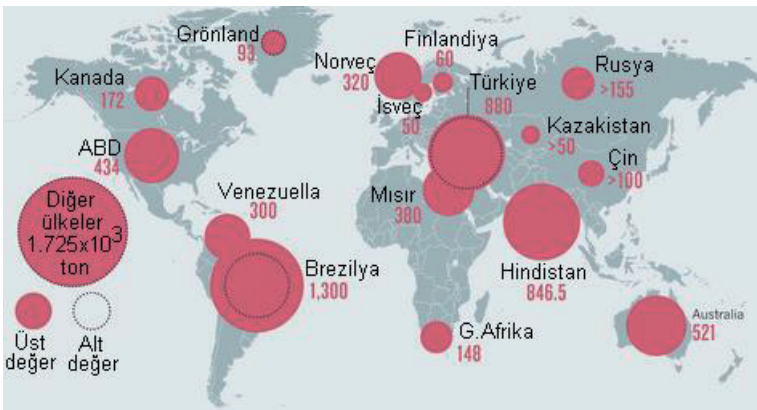 Grönland
93
Kanada
172
ABD
434
Norveç
320
Finlandiya
60
İsveç
50
Türkiye
880
Rusya
>155
Kazakistan
>50
Çin
>100
Venezuella
300
Mısır
380
Hindistan
846.5
Brezilya
1,300
G.Afrika
148
Australia
521
Diğer
ülkeler
1.725x10³
ton
Üst
değer
Alt
değer